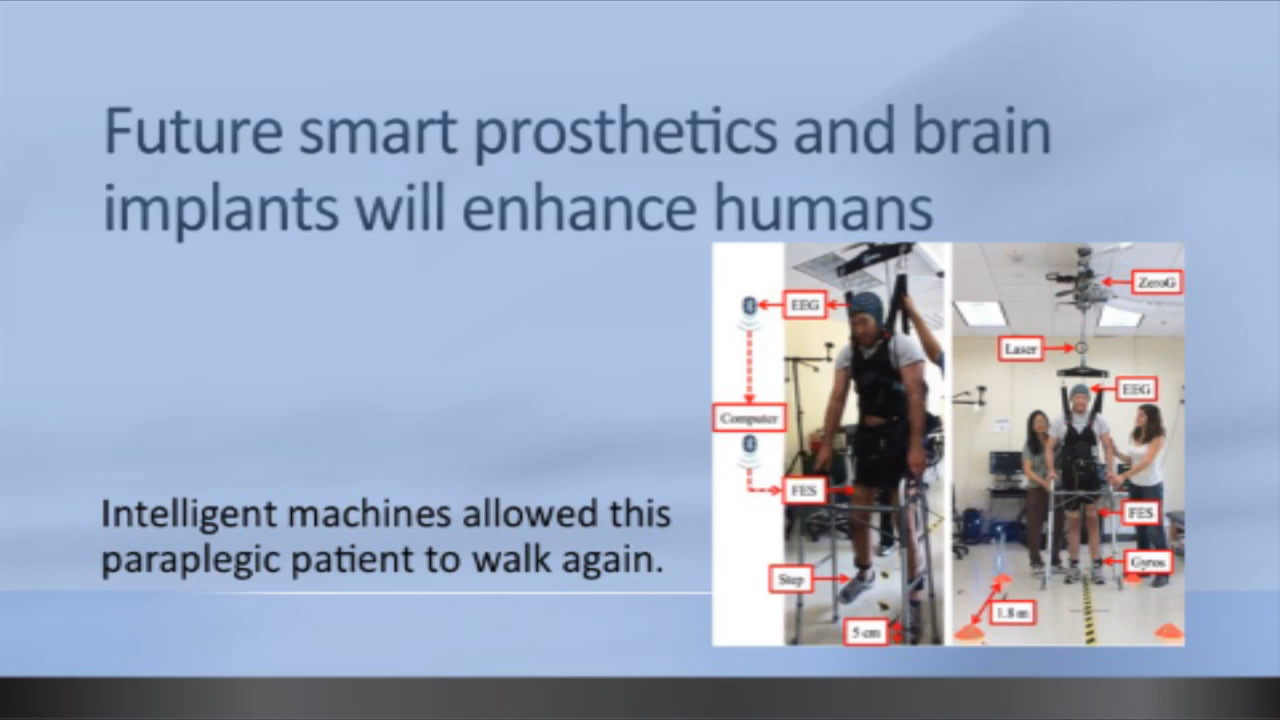 Future smart prosthetics and brain
implants will enhance humans
Intelligent machines allowed this
paraplegic patient to walk again.
EEG
Computer
FES
Step
5 cm
ZeroG
Laser
EEG
FES
Gyros
1.8 m